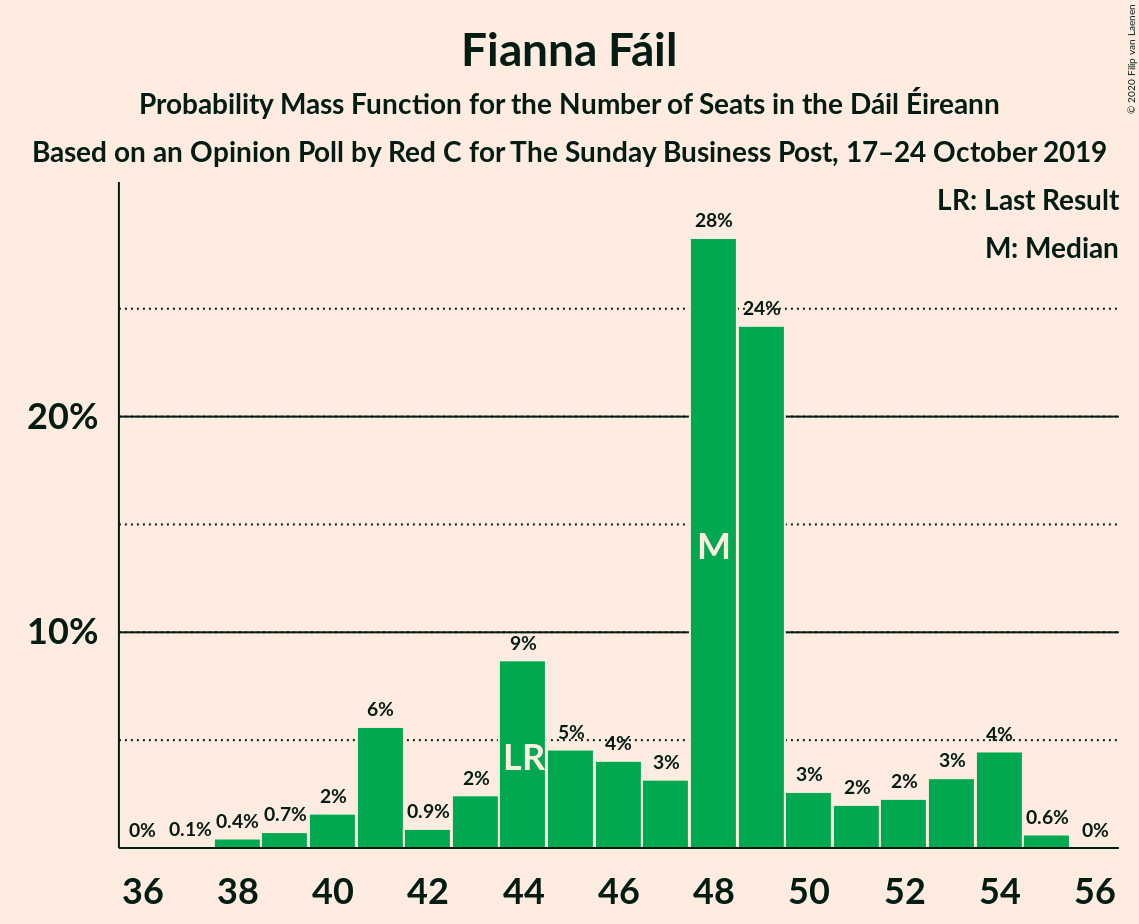 Fianna Fáil
Probability Mass Function for the Number of Seats in the Dáil Éireann
Based on an Opinion Poll by Red C for The Sunday Business Post, 17–24 October 2019
© 2020 Filip van Laenen
LR: Last Result
M: Median
20%
10%
0%
0.1%
0.4%
0.7%
2%
6%
0.9%
2%
9%
5%
4%
3%
28%
24%
3%
2%
2%
3%
4%
0.6%
0%
LR
M
36 38 40 42 44 46 48 50 52 54 56